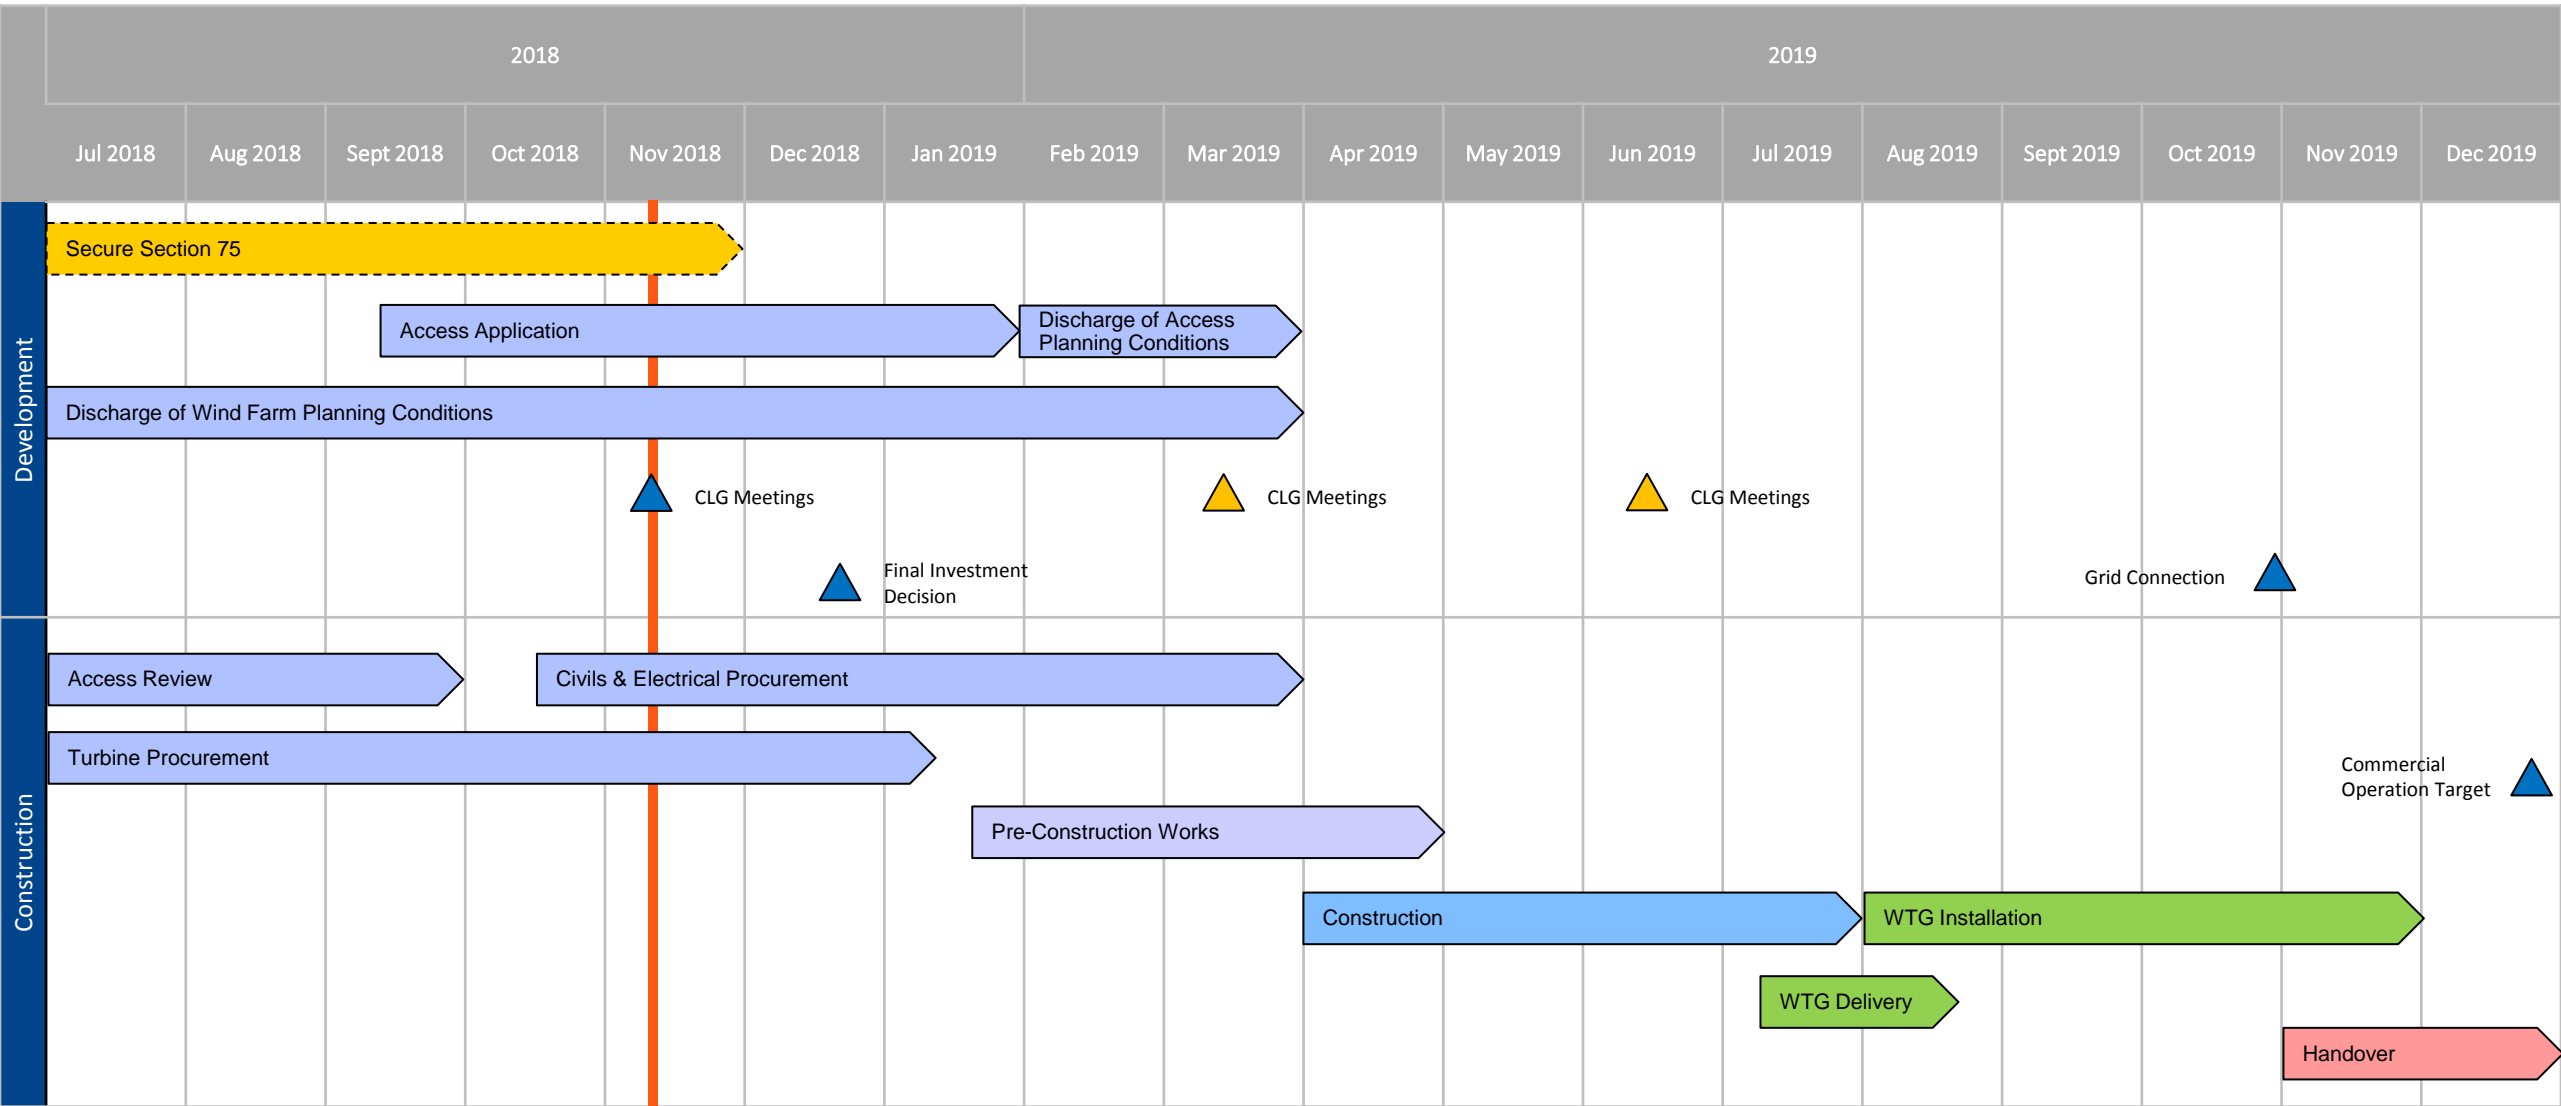 2018
2019
Jul 2018
Aug 2018
Sept 2018
Oct 2018
Nov 2018
Dec 2018
Jan 2019
Feb 2019
Mar 2019
Apr 2019
May 2019
Jun 2019
Jul 2019
Aug 2019
Sept 2019
Oct 2019
Nov 2019
Dec 2019
Development
Secure Section 75
Access Application
Discharge of Access
Planning Conditions
Discharge of Wind Farm Planning Conditions
CLG Meetings
CLG Meetings
CLG Meetings
Final Investment
Decision
Grid Connection
Construction
Access Review
Civils & Electrical Procurement
Turbine Procurement
Commercial
Operation Target
Pre-Construction Works
Construction
WTG Installation
WTG Delivery
Handover